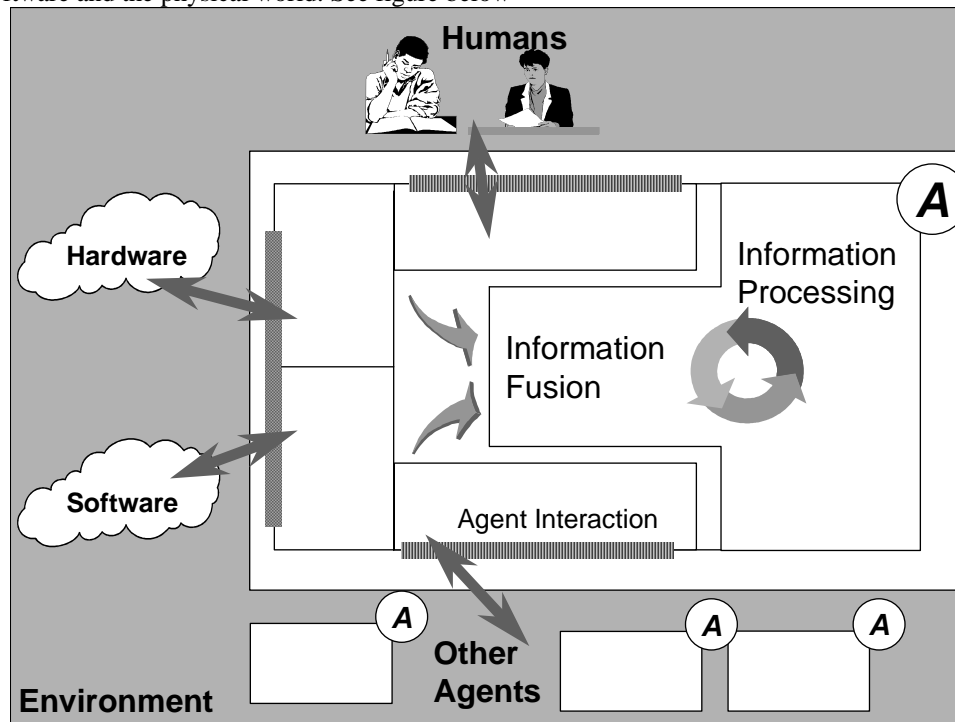 tware and the physical world. See figure below
Humans
A
Hardware
Information
Processing
Information
Fusion
Software
Agent Interaction
A
A
A
Other
Agents
Environment